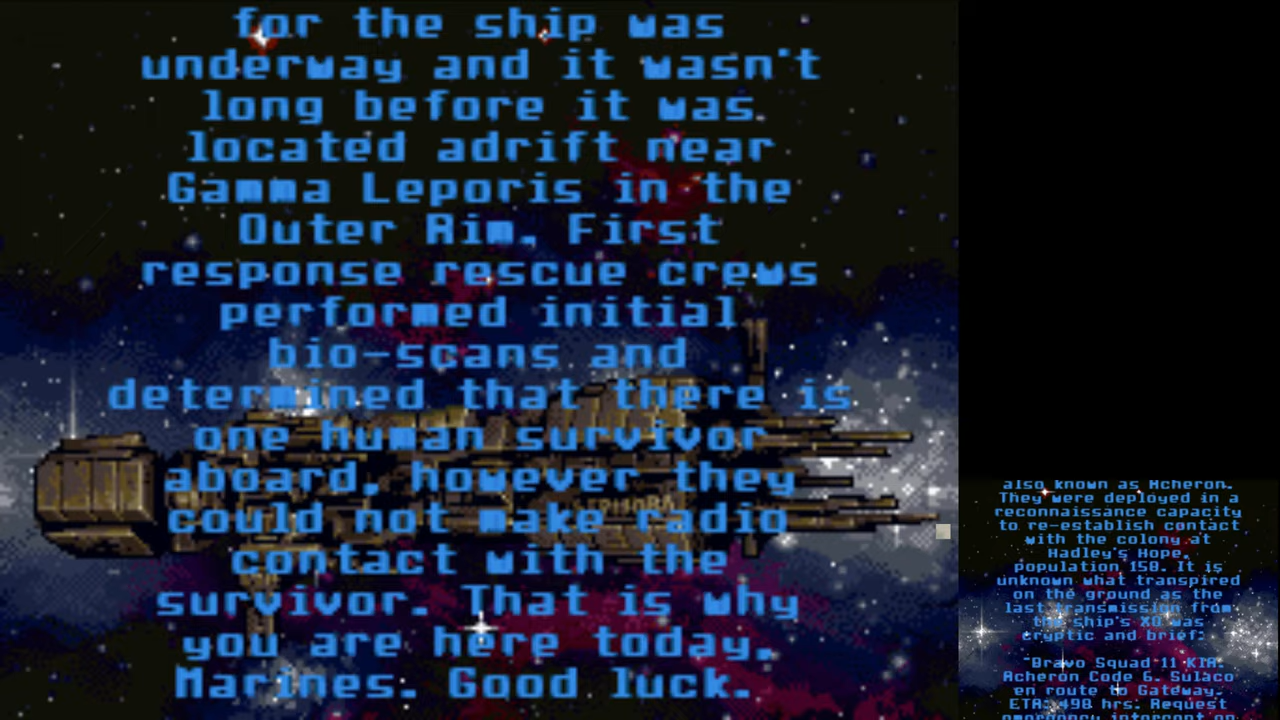 for the ship was
underway and it wasn't
long before it was
located adrift near
Gamma Leporis in the
Outer Rim. First
response rescue crews
performed initial
bio-scans and
determined that there is
one human survivor
aboard, however they
could not make radio
contact with the
survivor. That is why
you are here today,
Marines. Good luck.
also known as Acheron.
They were deployed in a
reconnaissance capacity
to re-establish contact
with the colony at
Hadley's Hope,
population 158. It is
unknown what transpired
on the ground as the
last transmission from
the ship's XO was
cryptic and brief:
"Bravo Squad 11 KIA.
Acheron Code 6. Sulaco
en route to Gateway.
ETA: 498 hrs. Request